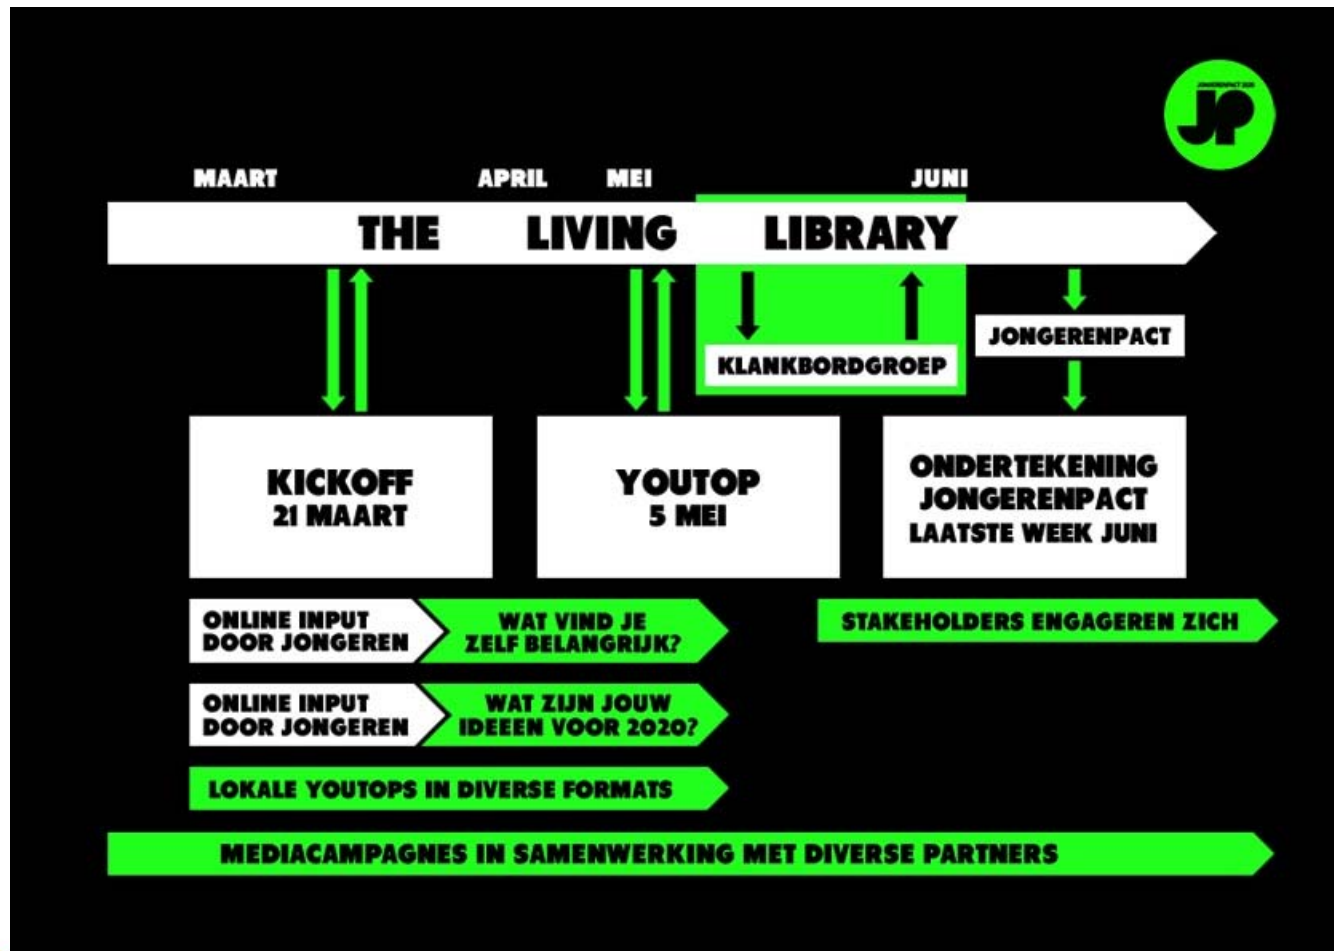 JONGERENPACT 2020
JP
MAART APRIL MEI JUNI
THE LIVING LIBRARY
JONGERENPACT
KLANKBORDGROEP
KICKOFF
21 MAART
YOUTOP
5 MEI
ONDERTEKENING
JONGERENPACT
LAATSTE WEEK JUNI
ONLINE INPUT
DOOR JONGEREN
WAT VIND JE
ZELF BELANGRIJK?
STAKEHOLDERS ENGAGEREN ZICH
ONLINE INPUT
DOOR JONGEREN
WAT ZIJN JOUW
IDEEEN VOOR 2020?
LOKALE YOUTOPS IN DIVERSE FORMATS
MEDIACAMPAGNES IN SAMENWERKING MET DIVERSE PARTNERS